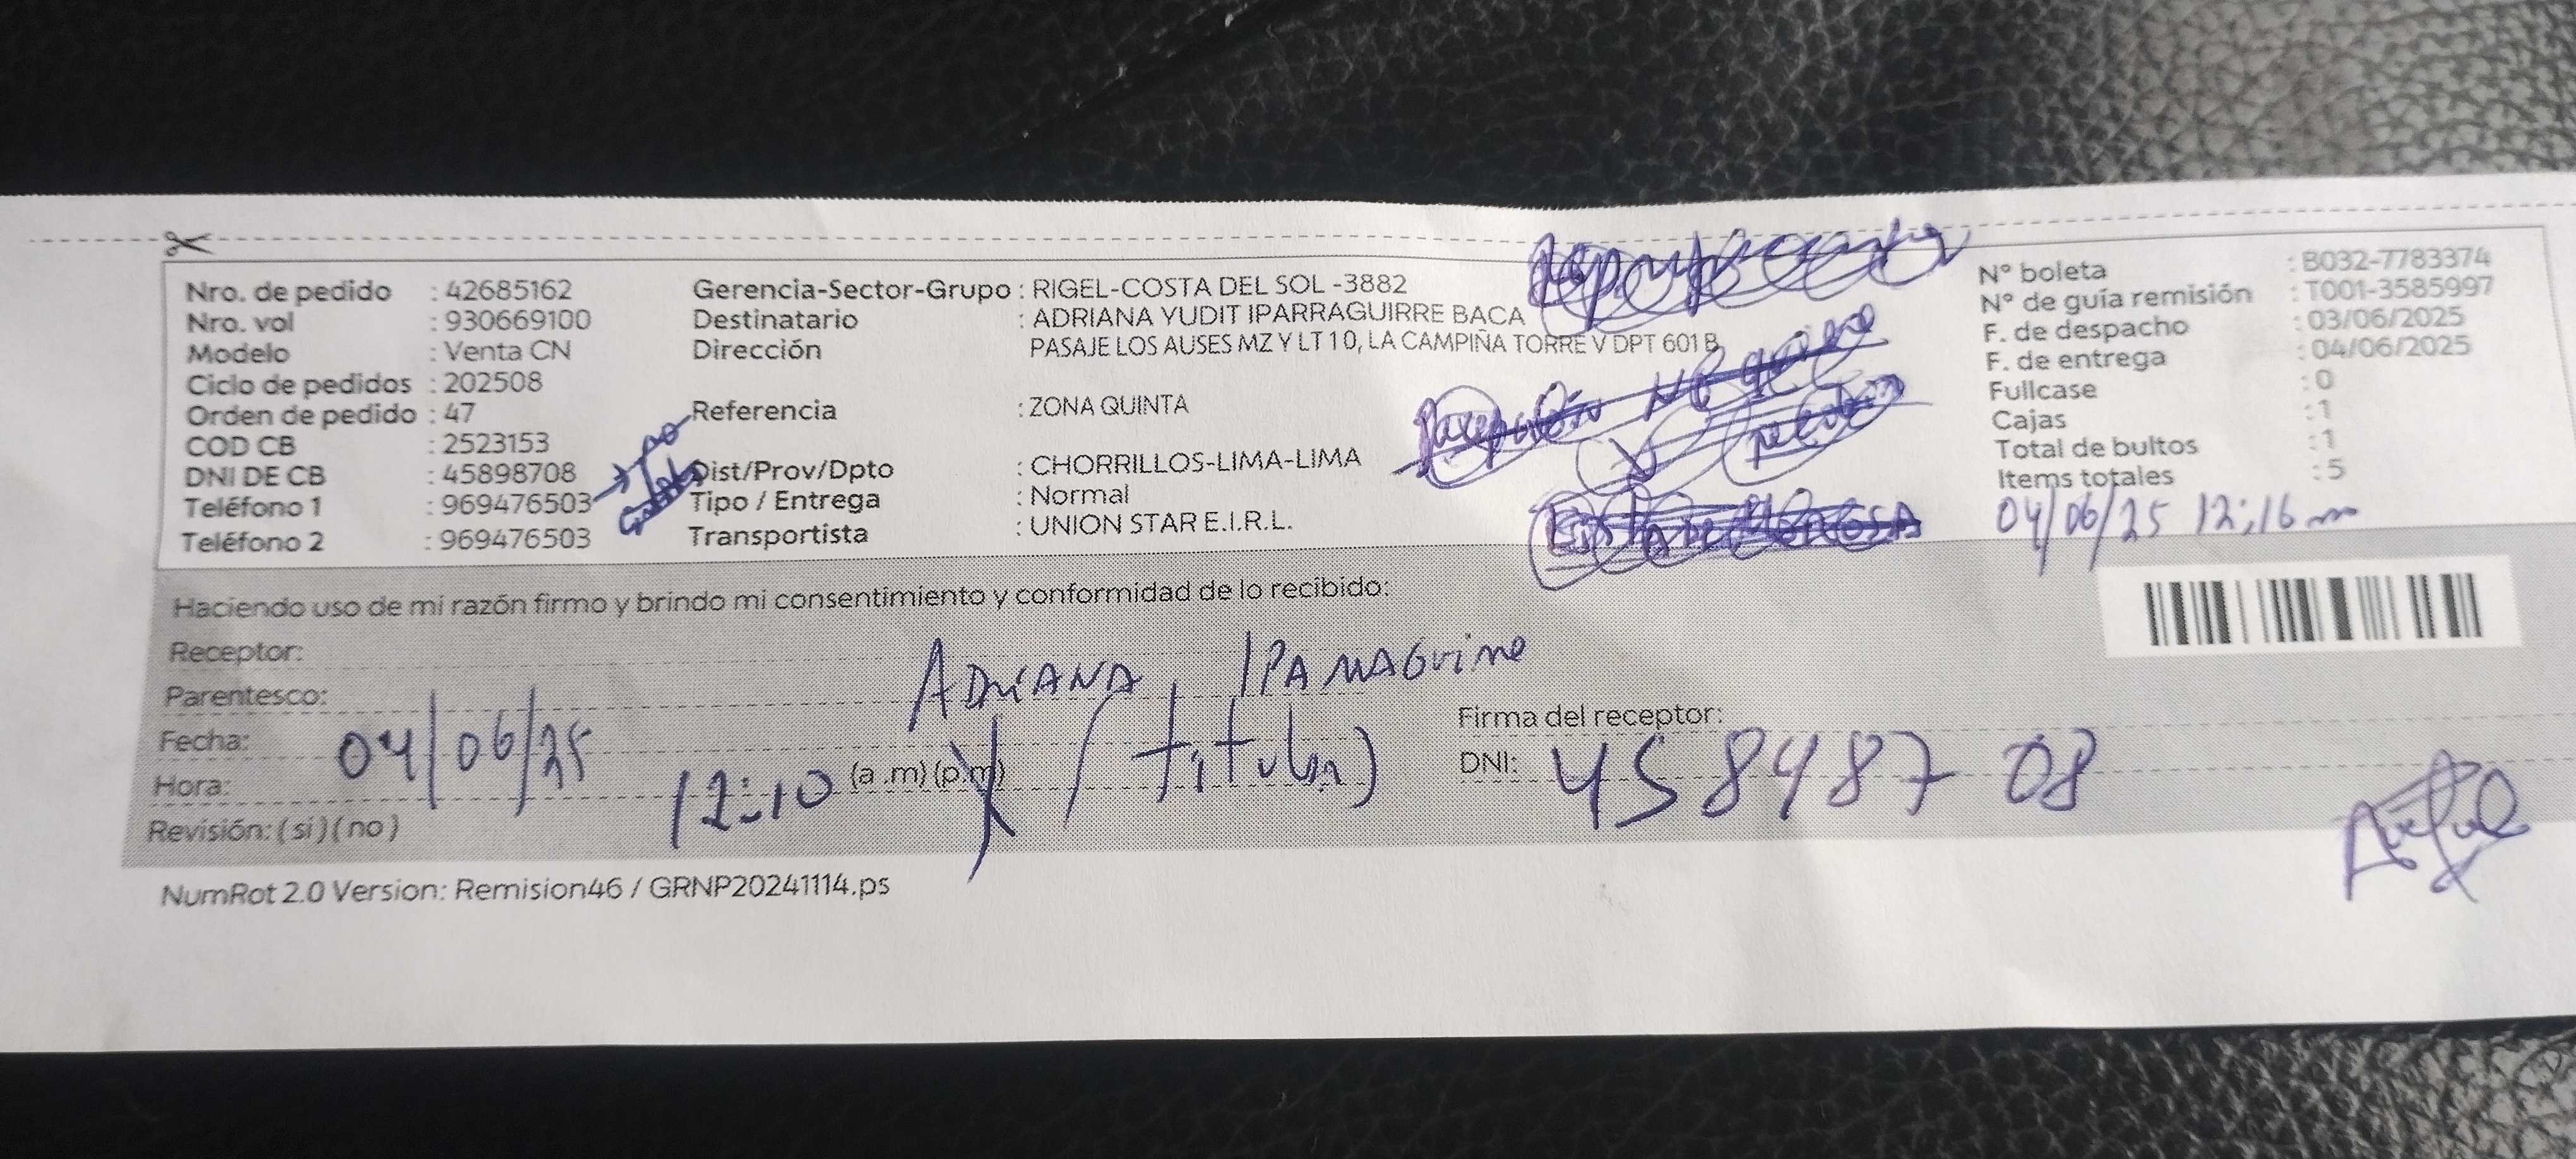 Nro. de pedido : 42685162
Nro. vol : 930669100
Modelo : Venta CN
Ciclo de pedidos : 202508
Orden de pedido : 47
COD CB : 2523153
DNI DE CB : 45898708
Teléfono 1 : 969476503
Teléfono 2 : 969476503
Gerencia-Sector-Grupo : RIGEL-COSTA DEL SOL -3882
Destinatario : ADRIANA YUDIT IPARRAGUIRRE BACA
Dirección PASAJE LOS AUSES MZ Y LT 10, LA CAMPIÑA TORRE V DPT 601 B
Referencia : ZONA QUINTA
Dist/Prov/Dpto : CHORRILLOS-LIMA-LIMA
Tipo / Entrega : Normal
Transportista : UNION STAR E.I.R.L.
N° boleta : B032-7783374
N° de guía remisión : T001-3585997
F. de despacho : 03/06/2025
F. de entrega : 04/06/2025
Fullcase : 0
Cajas : 1
Total de bultos : 1
Items totales : 5
04/06/25 12:16
Haciendo uso de mi razón firmo y brindo mi consentimiento y conformidad de lo recibido:
Receptor:
ADRIANA
Parentesco:
Fecha: 04/06/25 (titular)
Hora: 12:10 (a .m) (p.m)
Revisión: ( si ) ( no )
Firma del receptor:
DNI: 458987 08
NumRot 2.0 Version: Remision46 / GRNP20241114.ps